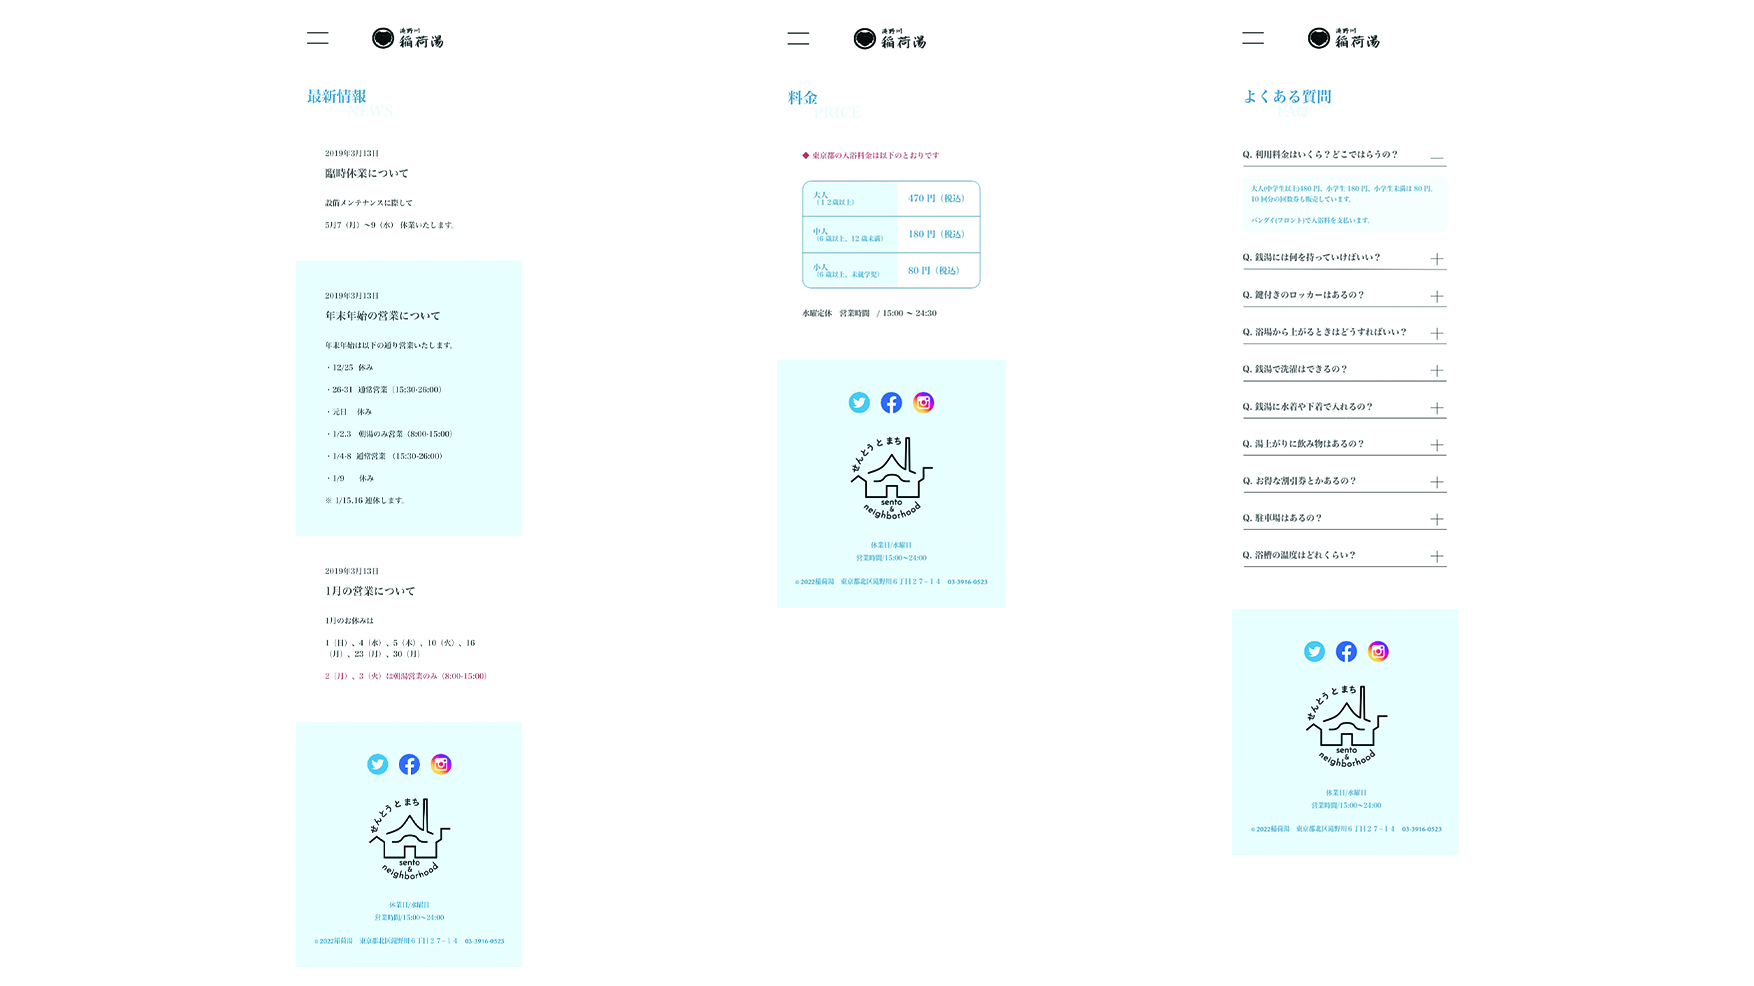 滝野川
稲荷湯
最新情報
NEWS
2019年3月13日
臨時休業について
設備メンテナンスに際して
5月7（月）〜9（水） 休業いたします。
2019年3月13日
年末年始の営業について
年末年始は以下の通り営業いたします。
・12/25 休み
・26-31 通常営業（15:30-26:00）
・元日 休み
・1/2.3 朝湯のみ営業（8:00-15:00）
・1/4-8 通常営業 （15:30-26:00）
・1/9 休み
※ 1/15.16 連休します。
2019年3月13日
1月の営業について
1月のお休みは
1（日）、4（水）、5（木）、10（火）、16
（月）、23（月）、30（月）
2（月）、3（火）は朝湯営業のみ（8:00-15:00）
せんとうとまち
sento
&
neighborhood
休業日/水曜日
営業時間/15:00〜24:00
© 2022稲荷湯 東京都北区滝野川６丁目２７−１４ 03-3916-0523
滝野川
稲荷湯
料金
PRICE
◆ 東京都の入浴料金は以下のとおりです
大人
（１２歳以上）
470 円（税込）
中人
（6 歳以上、12 歳未満）
180 円（税込）
小人
（6 歳以上、未就学児）
80 円（税込）
水曜定休 営業時間 / 15:00 〜 24:30
せんとうとまち
sento
&
neighborhood
休業日/水曜日
営業時間/15:00〜24:00
© 2022稲荷湯 東京都北区滝野川６丁目２７−１４ 03-3916-0523
滝野川
稲荷湯
よくある質問
FAQ
Q. 利用料金はいくら？どこではらうの？
大人(中学生以上)480 円、小学生 180 円、小学生未満は 80 円。
10 回分の回数券も販売しています。
バンダイ(フロント)で入浴料を支払います。
Q. 銭湯には何を持っていけばいい？
Q. 鍵付きのロッカーはあるの？
Q. 浴場から上がるときはどうすればいい？
Q. 銭湯で洗濯はできるの？
Q. 銭湯に水着や下着で入れるの？
Q. 湯上がりに飲み物はあるの？
Q. お得な割引券とかあるの？
Q. 駐車場はあるの？
Q. 浴槽の温度はどれくらい？
せんとうとまち
sento
&
neighborhood
休業日/水曜日
営業時間/15:00〜24:00
© 2022稲荷湯 東京都北区滝野川６丁目２７−１４ 03-3916-0523